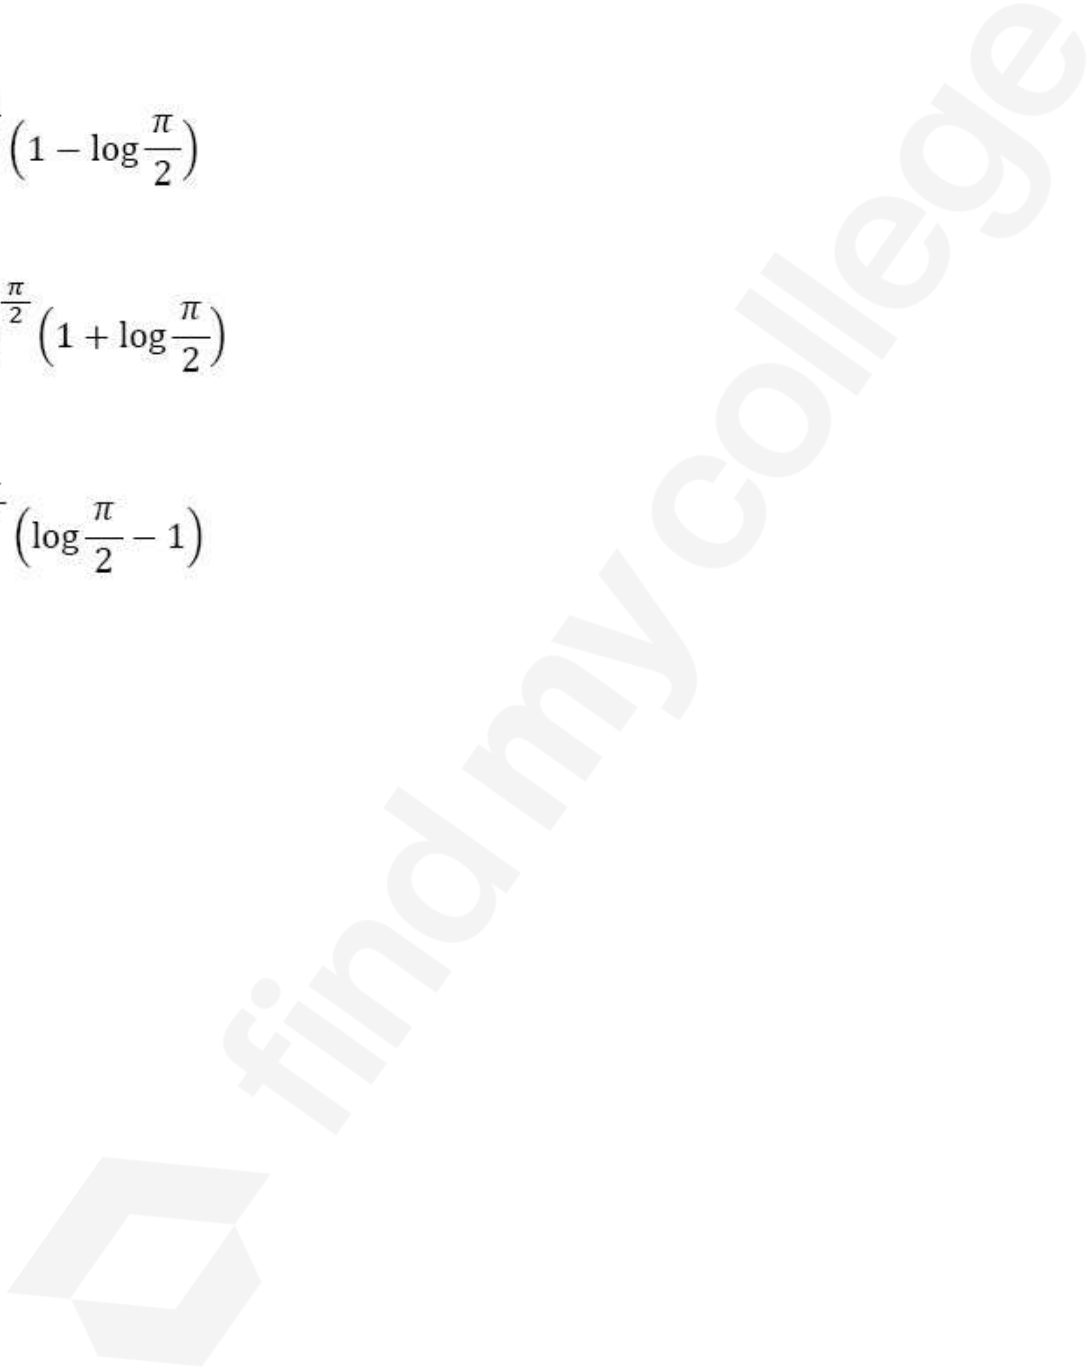 (1 − log π/2)
π/2 (1 + log π/2)
(log π/2 − 1)
find my college